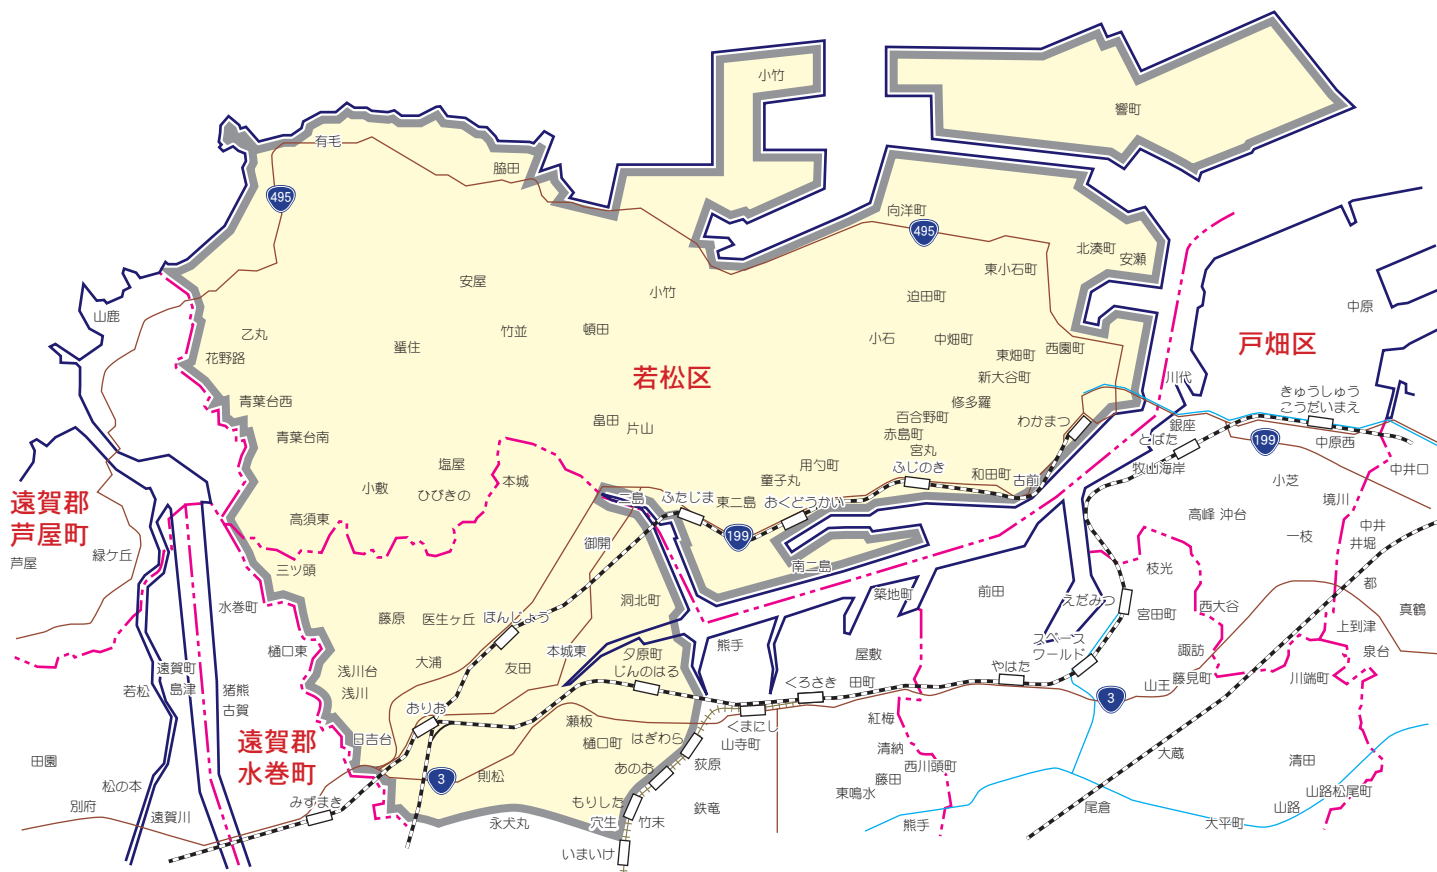 小竹
響町
有毛
脇田
495
向洋町
495
北湊町
安瀬
東小石町
安屋
小竹
迫田町
山鹿
中原
乙丸
竹並
頓田
小石
中畑町
西園町
戸畑区
蜑住
花野路
東畑町
若松区
新大谷町
川代
きゅうしゅう
こうだいまえ
青葉台西
修多羅
百合野町
わかまつ
畠田
片山
赤島町
銀座
とばた
199
中原西
青葉台南
宮丸
塩屋
用勺町
ふじのき
牧山海岸
中井口
小敷
ひびきの
本城
童子丸
和田町
古前
小芝
二島
ふたじま
東二島
おくどうかい
境川
遠賀郡
芦屋町
高須東
高峰
沖台
中井
井堀
199
一枝
御開
緑ケ丘
芦屋
三ツ頭
南二島
枝光
都
水巻町
洞北町
築地町
前田
えだみつ
宮田町
西大谷
真鶴
藤原
医生ヶ丘
ほんじょう
上到津
樋口東
熊手
スペース
ワールド
諏訪
泉台
本城東
夕原町
じんのはる
屋敷
遠賀町
島津
浅川台
浅川
大浦
友田
やはた
藤見町
川端町
若松
猪熊
古賀
くろさき
田町
山王
3
おりお
瀬板
くまにし
紅梅
遠賀郡
水巻町
日吉台
樋口町
はぎわら
山寺町
清納
大蔵
田園
荻原
西川頭町
清田
3
則松
あのお
藤田
松の本
東鳴水
山路松尾町
別府
みずまき
もりした
鉄竜
尾倉
山路
遠賀川
永犬丸
穴生
竹末
熊手
大平町
いまいけ